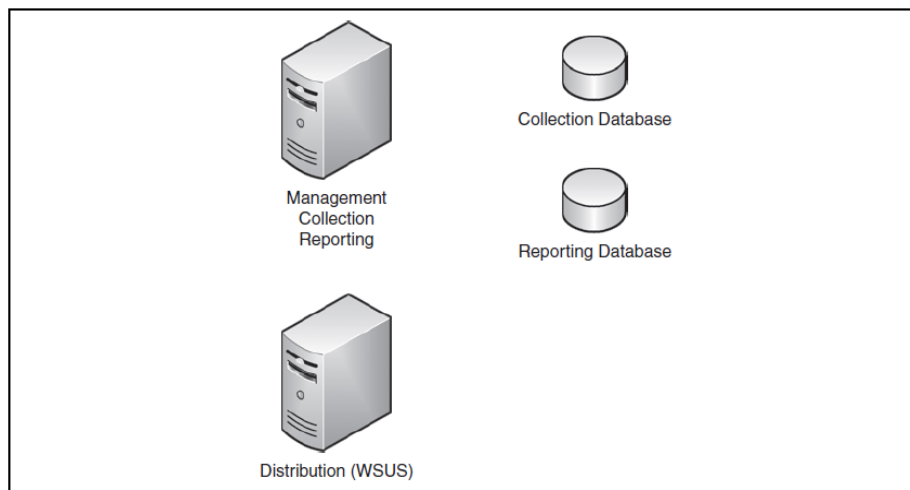 Management
Collection
Reporting
Collection Database
Reporting Database
Distribution (WSUS)